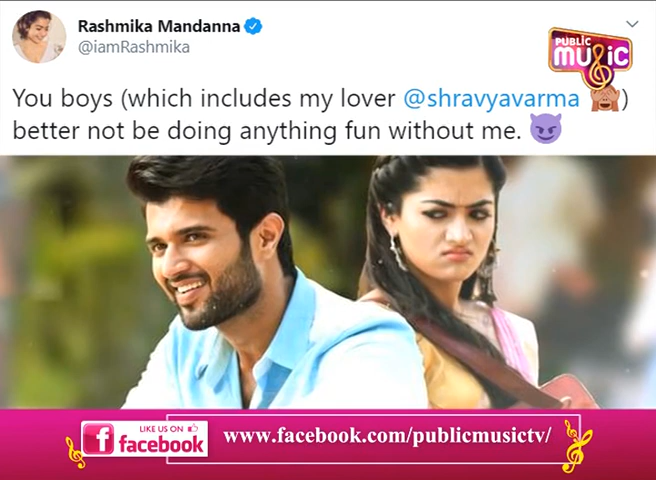 Rashmika Mandanna
@iamRashmika
PUBLIC
music
You boys (which includes my lover @shravyavarma 🙈)
better not be doing anything fun without me. 😈
LIKE US ON
f facebook
www.facebook.com/publicmusictv/